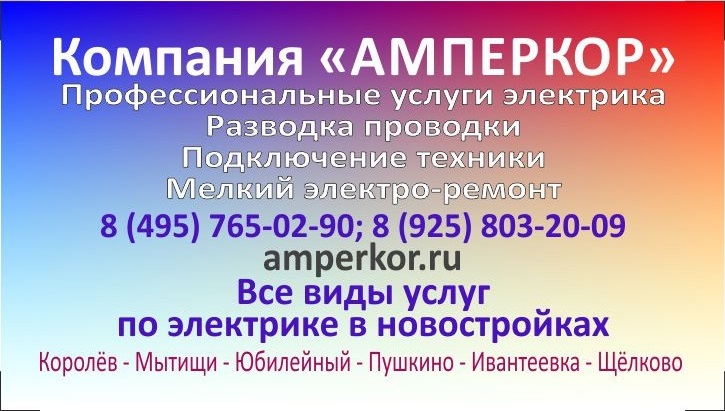 Компания «АМПЕРКОР»
Профессиональные услуги электрика
Разводка проводки
Подключение техники
Мелкий электро-ремонт
8 (495) 765-02-90; 8 (925) 803-20-09
amperkor.ru
Все виды услуг
по электрике в новостройках
Королёв - Мытищи - Юбилейный - Пушкино - Ивантеевка - Щёлково